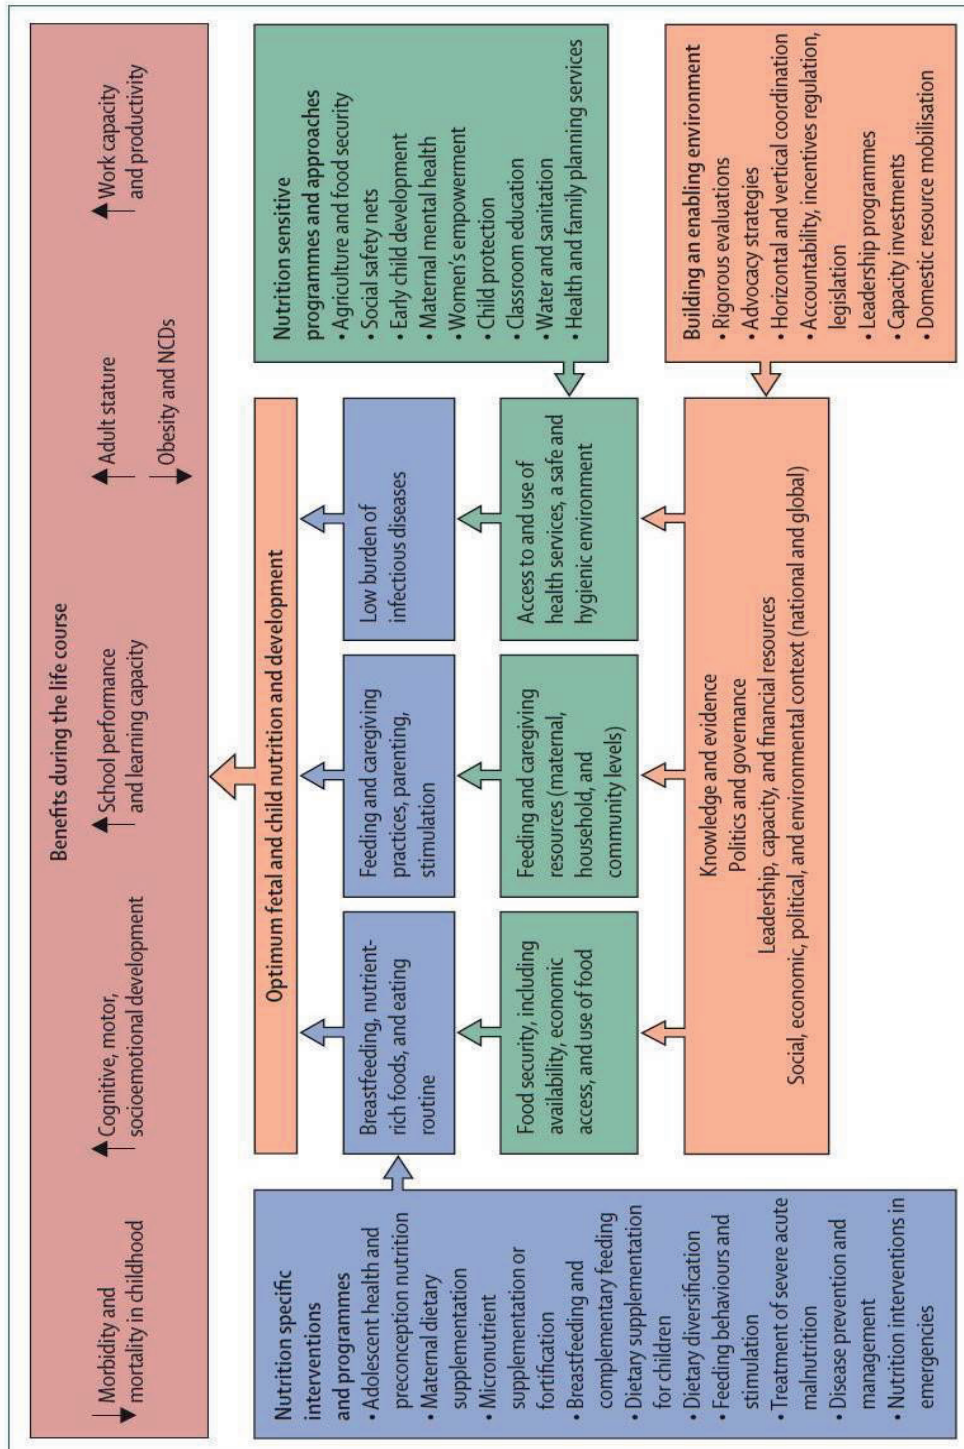 Benefits during the life course
Morbidity and
mortality in childhood
Cognitive, motor,
socioemotional development
School performance
and learning capacity
Adult stature
Obesity and NCDs
Work capacity
and productivity
Nutrition specific
interventions
and programmes
• Adolescent health and
preconception nutrition
• Maternal dietary
supplementation
• Micronutrient
supplementation or
fortification
• Breastfeeding and
complementary feeding
• Dietary supplementation
for children
• Dietary diversification
• Feeding behaviours and
stimulation
• Treatment of severe acute
malnutrition
• Disease prevention and
management
• Nutrition interventions in
emergencies
Optimum fetal and child nutrition and development
Breastfeeding, nutrient-
rich foods, and eating
routine
Feeding and caregiving
practices, parenting,
stimulation
Low burden of
infectious diseases
Food security, including
availability, economic
access, and use of food
Feeding and caregiving
resources (maternal,
household, and
community levels)
Access to and use of
health services, a safe and
hygienic environment
Knowledge and evidence
Politics and governance
Leadership, capacity, and financial resources
Social, economic, political, and environmental context (national and global)
Nutrition sensitive
programmes and approaches
• Agriculture and food security
• Social safety nets
• Early child development
• Maternal mental health
• Women's empowerment
• Child protection
• Classroom education
• Water and sanitation
• Health and family planning services
Building an enabling environment
• Rigorous evaluations
• Advocacy strategies
• Horizontal and vertical coordination
• Accountability, incentives regulation,
legislation
• Leadership programmes
• Capacity investments
• Domestic resource mobilisation